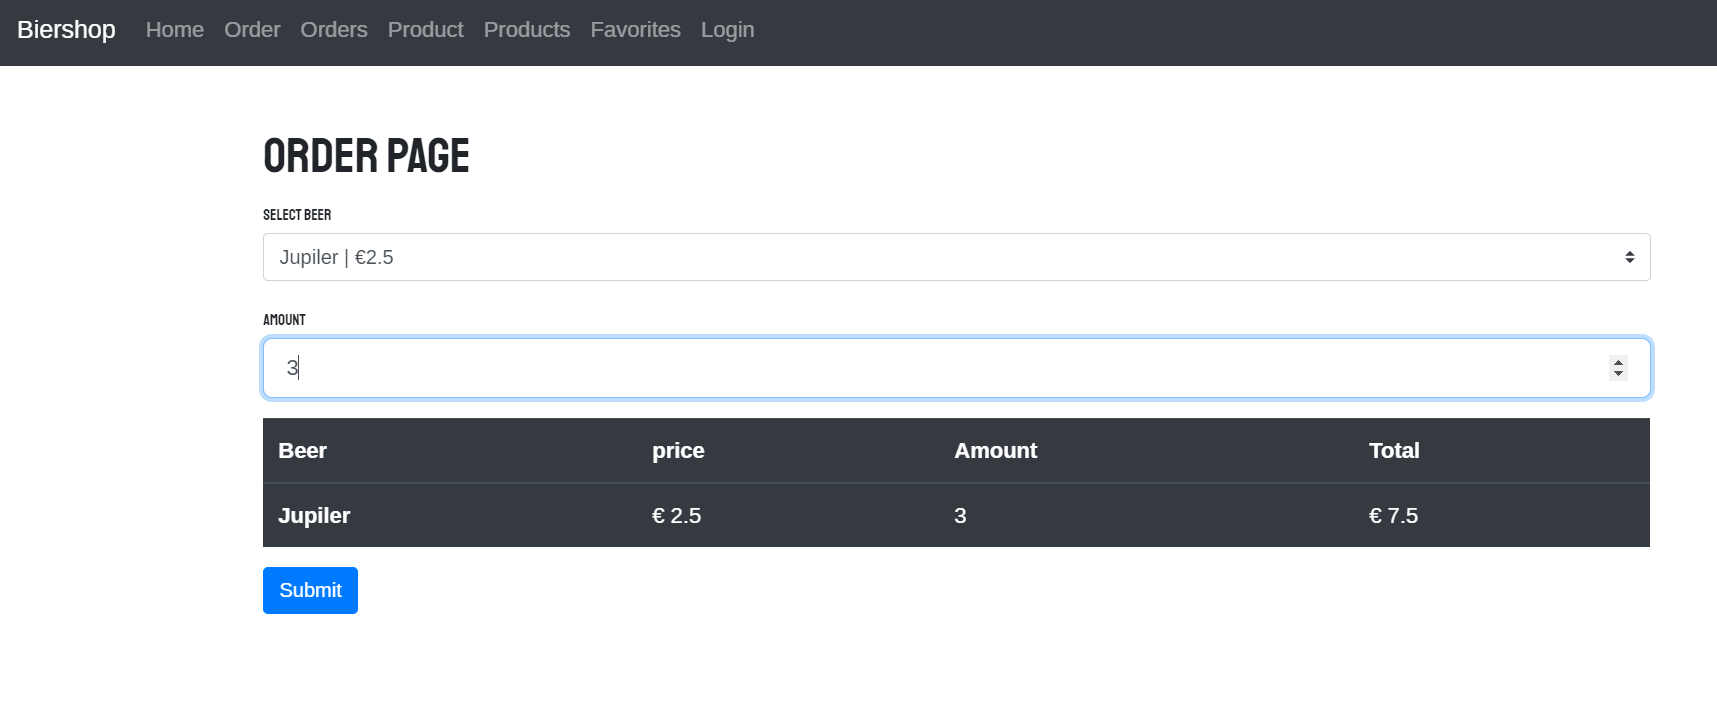 Biershop Home Order Orders Product Products Favorites Login
ORDER PAGE
SELECT BEER
Jupiler | €2.5
AMOUNT
3
Beer price Amount Total
Jupiler € 2.5 3 € 7.5
Submit